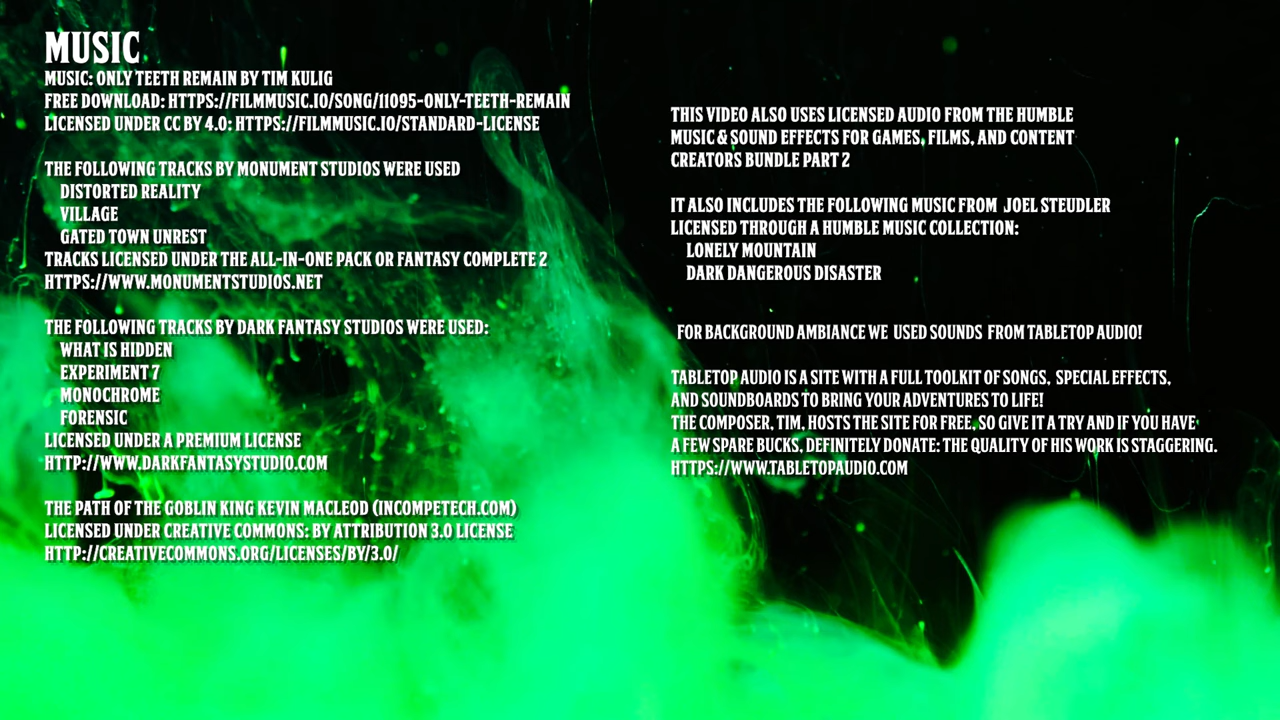 MUSIC
MUSIC: ONLY TEETH REMAIN BY TIM KULIG
FREE DOWNLOAD: HTTPS://FILMMUSIC.IO/SONG/11095-ONLY-TEETH-REMAIN
LICENSED UNDER CC BY 4.0: HTTPS://FILMMUSIC.IO/STANDARD-LICENSE
THE FOLLOWING TRACKS BY MONUMENT STUDIOS WERE USED
DISTORTED REALITY
VILLAGE
GATED TOWN UNREST
TRACKS LICENSED UNDER THE ALL-IN-ONE PACK OR FANTASY COMPLETE 2
HTTPS://WWW.MONUMENTSTUDIOS.NET
THE FOLLOWING TRACKS BY DARK FANTASY STUDIOS WERE USED:
WHAT IS HIDDEN
EXPERIMENT 7
MONOCHROME
FORENSIC
LICENSED UNDER A PREMIUM LICENSE
HTTP://WWW.DARKFANTASYSTUDIO.COM
THE PATH OF THE GOBLIN KING KEVIN MACLEOD (INCOMPETECH.COM)
LICENSED UNDER CREATIVE COMMONS: BY ATTRIBUTION 3.0 LICENSE
HTTP://CREATIVECOMMONS.ORG/LICENSES/BY/3.0/
THIS VIDEO ALSO USES LICENSED AUDIO FROM THE HUMBLE
MUSIC & SOUND EFFECTS FOR GAMES, FILMS, AND CONTENT
CREATORS BUNDLE PART 2
IT ALSO INCLUDES THE FOLLOWING MUSIC FROM JOEL STEUDLER
LICENSED THROUGH A HUMBLE MUSIC COLLECTION:
LONELY MOUNTAIN
DARK DANGEROUS DISASTER
FOR BACKGROUND AMBIANCE WE USED SOUNDS FROM TABLETOP AUDIO!
TABLETOP AUDIO IS A SITE WITH A FULL TOOLKIT OF SONGS, SPECIAL EFFECTS,
AND SOUNDBOARDS TO BRING YOUR ADVENTURES TO LIFE!
THE COMPOSER, TIM, HOSTS THE SITE FOR FREE, SO GIVE IT A TRY AND IF YOU HAVE
A FEW SPARE BUCKS, DEFINITELY DONATE: THE QUALITY OF HIS WORK IS STAGGERING.
HTTPS://WWW.TABLETOPAUDIO.COM